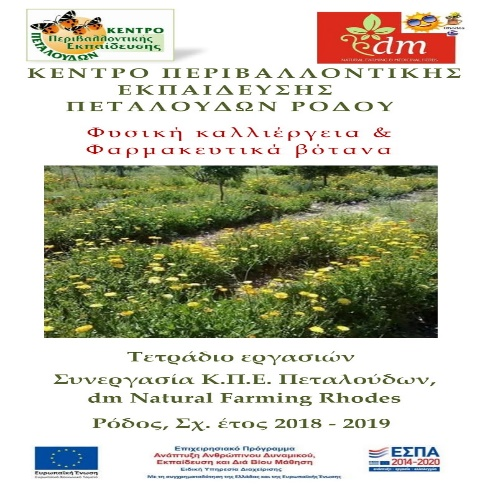 ΚΕΝΤΡΟ
Περιβαλλοντικής
Εκπαίδευσης
ΠΕΤΑΛΟΥΔΩΝ
dm
NATURAL FARMING
ΚΕΝΤΡΟ ΠΕΡΙΒΑΛΛΟΝΤΙΚΗΣ
ΕΚΠΑΙΔΕΥΣΗΣ
ΠΕΤΑΛΟΥΔΩΝ ΡΟΔΟΥ
Φυσική καλλιέργεια &
Φαρμακευτικά βότανα
Τετράδιο εργασιών
Συνεργασία Κ.Π.Ε. Πεταλούδων,
dm Natural Farming Rhodes
Ρόδος, Σχ. έτος 2018 - 2019
Επιχειρησιακό Πρόγραμμα
Ανάπτυξη Ανθρώπινου Δυναμικού,
Εκπαίδευση και Διά Βίου Μάθηση
Ειδική Υπηρεσία Διαχείρισης
Με τη συγχρηματοδότηση της Ελλάδας και της Ευρωπαϊκής Ένωσης
Ευρωπαϊκή Ένωση
ΕΣΠΑ
2014-2020